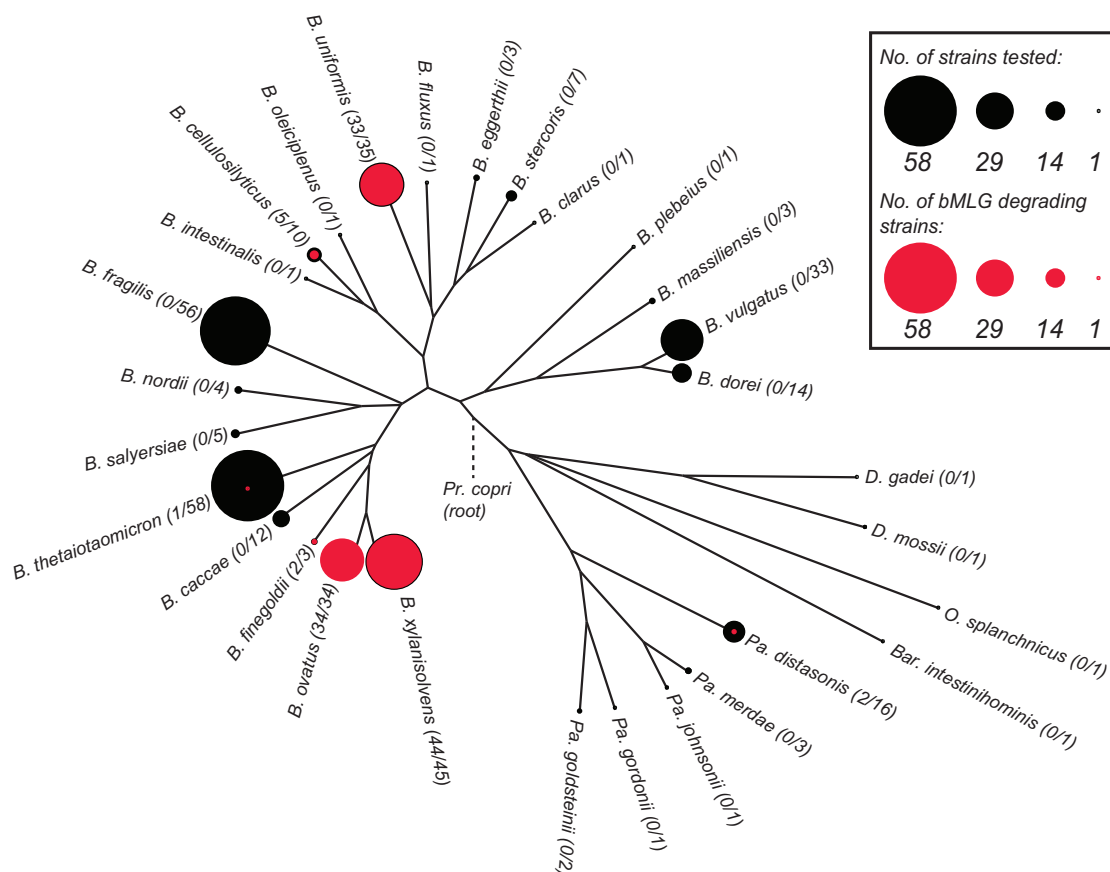 No. of strains tested:
58 29 14 1
No. of bMLG degrading
strains:
58 29 14 1
B. uniformis (33/35)
B. fluxus (0/1)
B. eggerthii (0/3)
B. stercoris (0/7)
B. clarus (0/1)
B. plebeius (0/1)
B. massiliensis (0/3)
B. vulgatus (0/33)
B. dorei (0/14)
B. oleiciplenus (0/1)
B. cellulosilyticus (5/10)
B. intestinalis (0/1)
B. fragilis (0/56)
B. nordii (0/4)
B. salyersiae (0/5)
B. thetaiotaomicron (1/58)
B. caccae (0/12)
B. finegoldii (2/3)
B. ovatus (34/34)
B. xylanisolvens (44/45)
Pr. copri
(root)
D. gadei (0/1)
D. mossii (0/1)
O. splanchnicus (0/1)
Bar. intestinihominis (0/1)
Pa. distasonis (2/16)
Pa. merdae (0/3)
Pa. johnsonii (0/1)
Pa. gordonii (0/1)
Pa. goldsteinii (0/2)